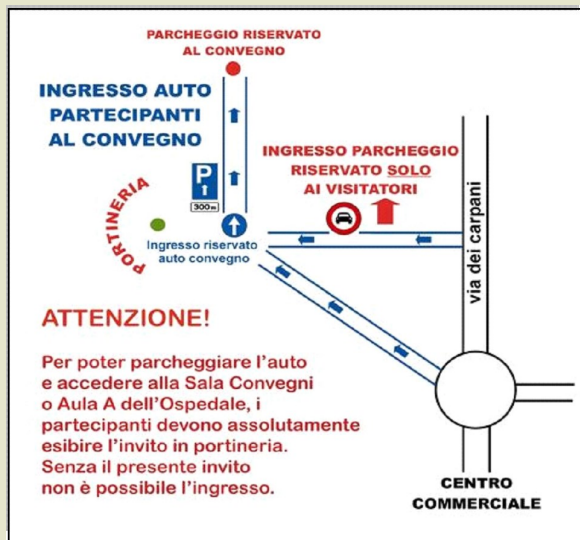 PARCHEGGIO RISERVATO
AL CONVEGNO
INGRESSO AUTO
PARTECIPANTI
AL CONVEGNO
INGRESSO PARCHEGGIO
RISERVATO SOLO
AI VISITATORI
P
300m
PORTINERIA
Ingresso riservato
auto convegno
via dei carpani
ATTENZIONE!
Per poter parcheggiare l'auto
e accedere alla Sala Convegni
o Aula A dell'Ospedale, i
partecipanti devono assolutamente
esibire l'invito in portineria.
Senza il presente invito
non è possibile l'ingresso.
CENTRO
COMMERCIALE